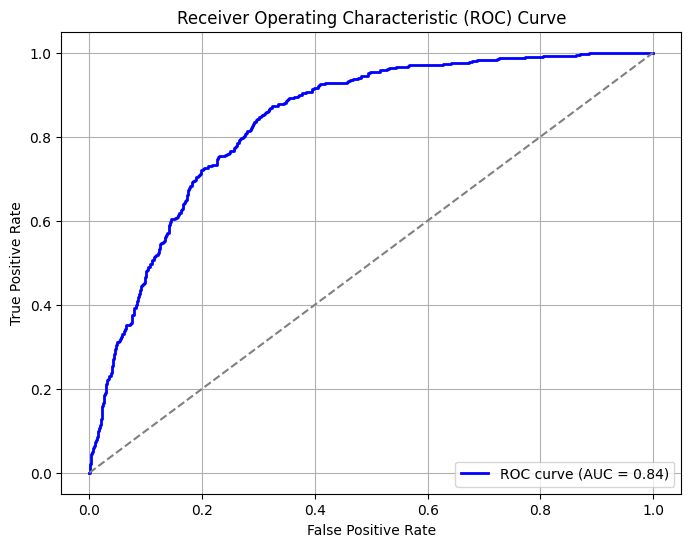 Receiver Operating Characteristic (ROC) Curve
1.0
0.8
0.6
0.4
0.2
0.0
True Positive Rate
ROC curve (AUC = 0.84)
0.0 0.2 0.4 0.6 0.8 1.0
False Positive Rate